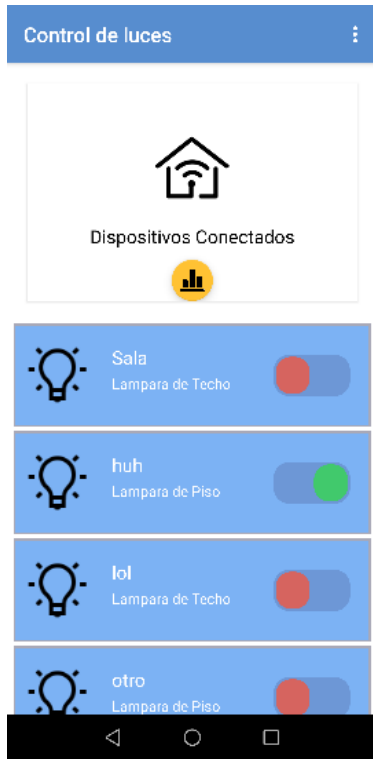 Control de luces
Dispositivos Conectados
Sala
Lampara de Techo
huh
Lampara de Piso
lol
Lampara de Techo
otro
Lampara de Piso